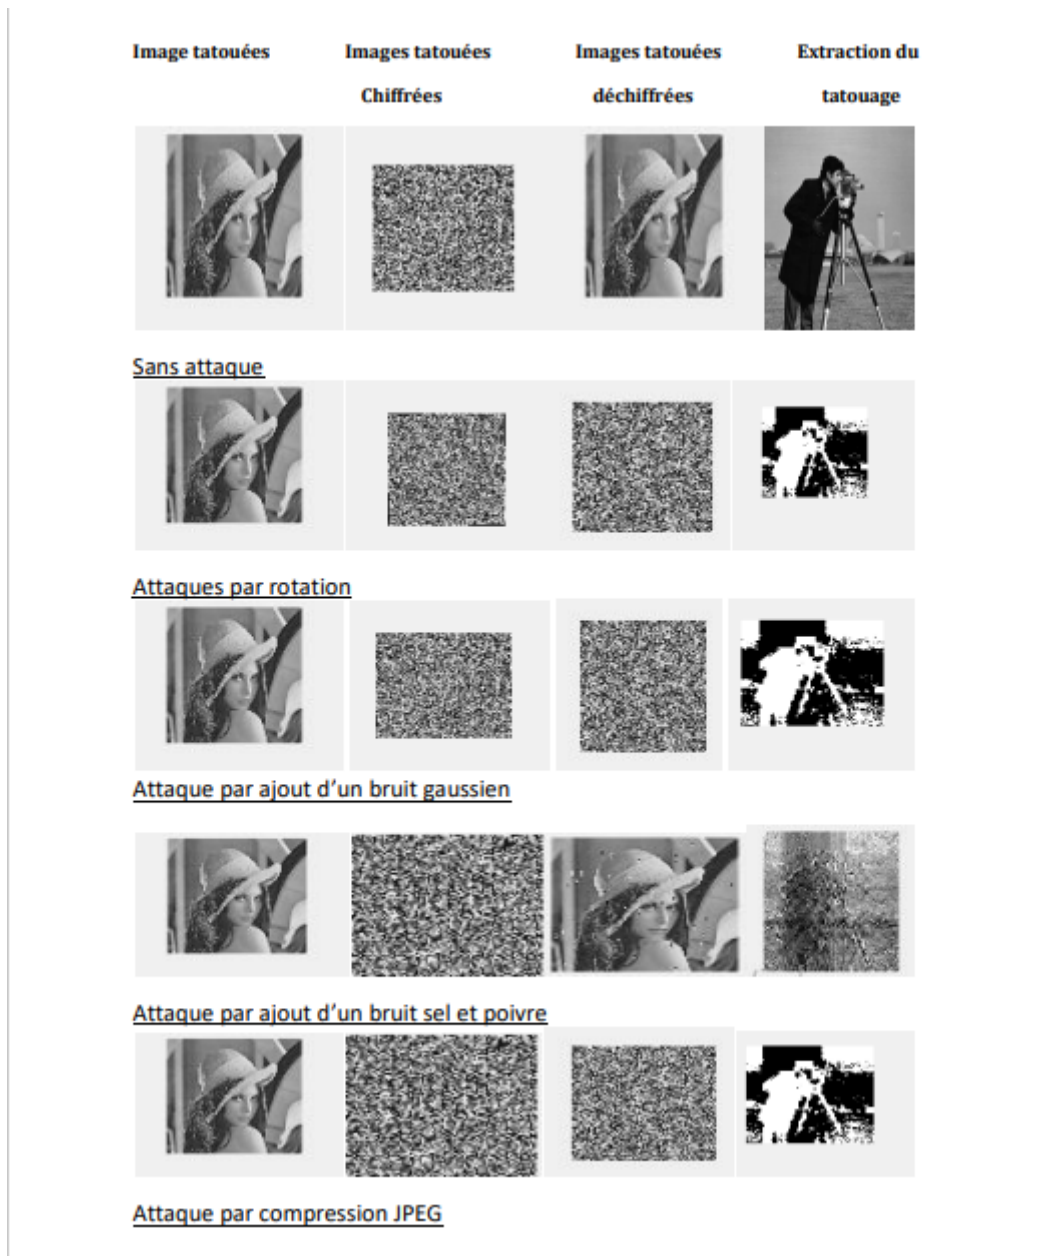 Image tatouées Images tatouées Images tatouées Extraction du
Chiffrées déchiffrées tatouage
Sans attaque
Attaques par rotation
Attaque par ajout d'un bruit gaussien
Attaque par ajout d'un bruit sel et poivre
Attaque par compression JPEG